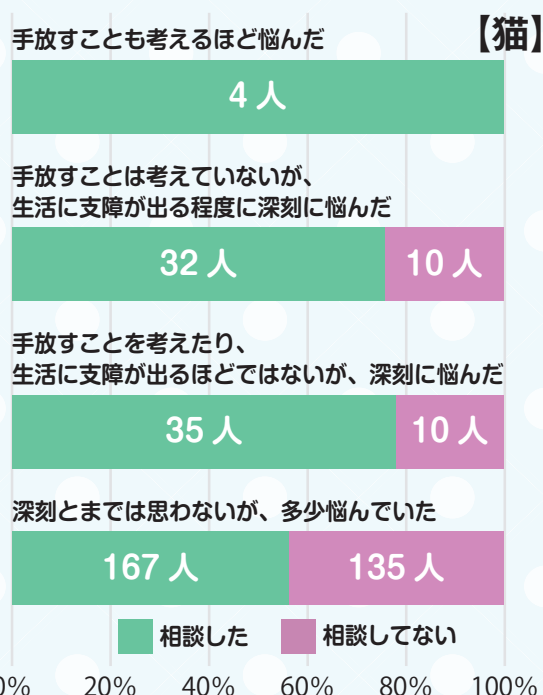 【猫】
手放すことも考えるほど悩んだ
4 人
手放すことは考えていないが、
生活に支障が出る程度に深刻に悩んだ
32 人 10 人
手放すことを考えたり、
生活に支障が出るほどではないが、深刻に悩んだ
35 人 10 人
深刻とまでは思わないが、多少悩んでいた
167 人 135 人
相談した 相談してない
0% 20% 40% 60% 80% 100%